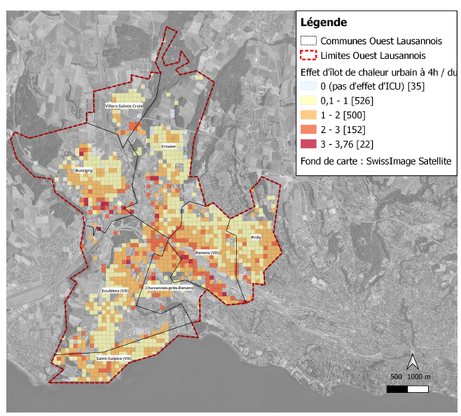 Légende
Communes Ouest Lausannois
Limites Ouest Lausannois
Effet d'îlot de chaleur urbain à 4h / du
0 (pas d'effet d'ICU) [35]
0,1 - 1 [526]
1 - 2 [500]
2 - 3 [152]
3 - 3,76 [22]
Fond de carte : SwissImage Satellite
Villars-Sainte-Croix
Crissier
Bussigny
Prilly
Renens (VD)
Ecublens (VD)
Chavannes-près-Renens
Saint-Sulpice (VD)
500 1000 m